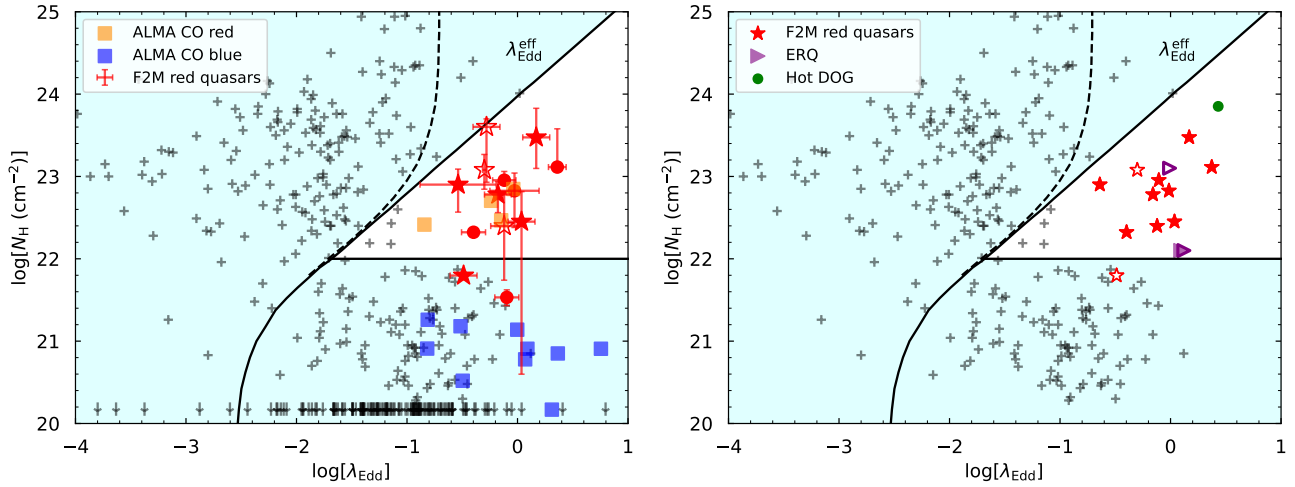 ALMA CO red
ALMA CO blue
F2M red quasars
λ_Edd^eff
25
24
23
22
21
20
log[N_H (cm⁻²)]
−4
−3
−2
−1
0
1
log[λ_Edd]
F2M red quasars
ERQ
Hot DOG
λ_Edd^eff
25
24
23
22
21
20
log[N_H (cm⁻²)]
−4
−3
−2
−1
0
1
log[λ_Edd]